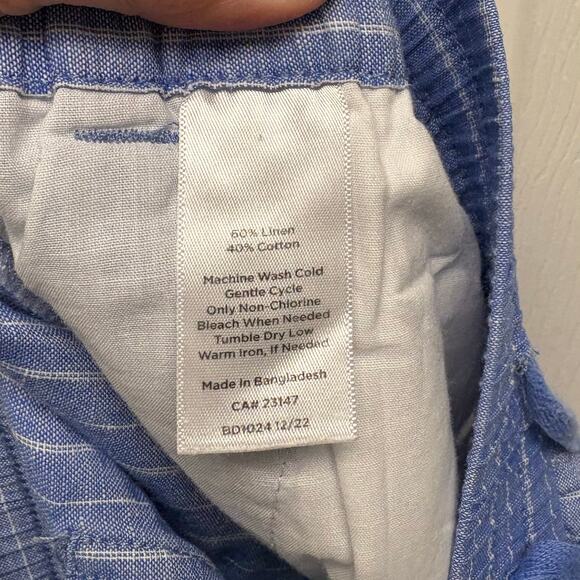 60% Linen
40% Cotton
Machine Wash Cold
Gentle Cycle
Only Non-Chlorine
Bleach When Needed
Tumble Dry Low
Warm Iron, If Needed
Made in Bangladesh
CA# 23147
BD1024 12/22